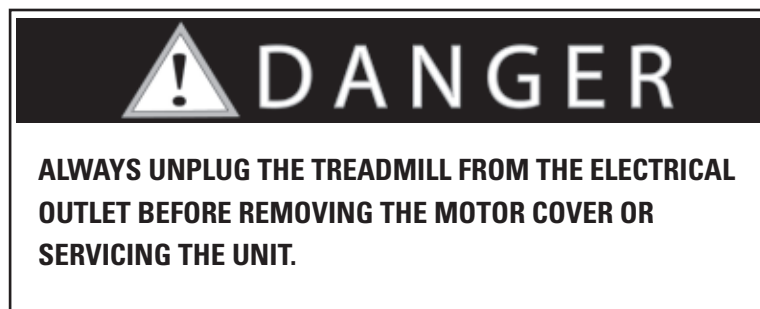 DANGER
ALWAYS UNPLUG THE TREADMILL FROM THE ELECTRICAL
OUTLET BEFORE REMOVING THE MOTOR COVER OR
SERVICING THE UNIT.